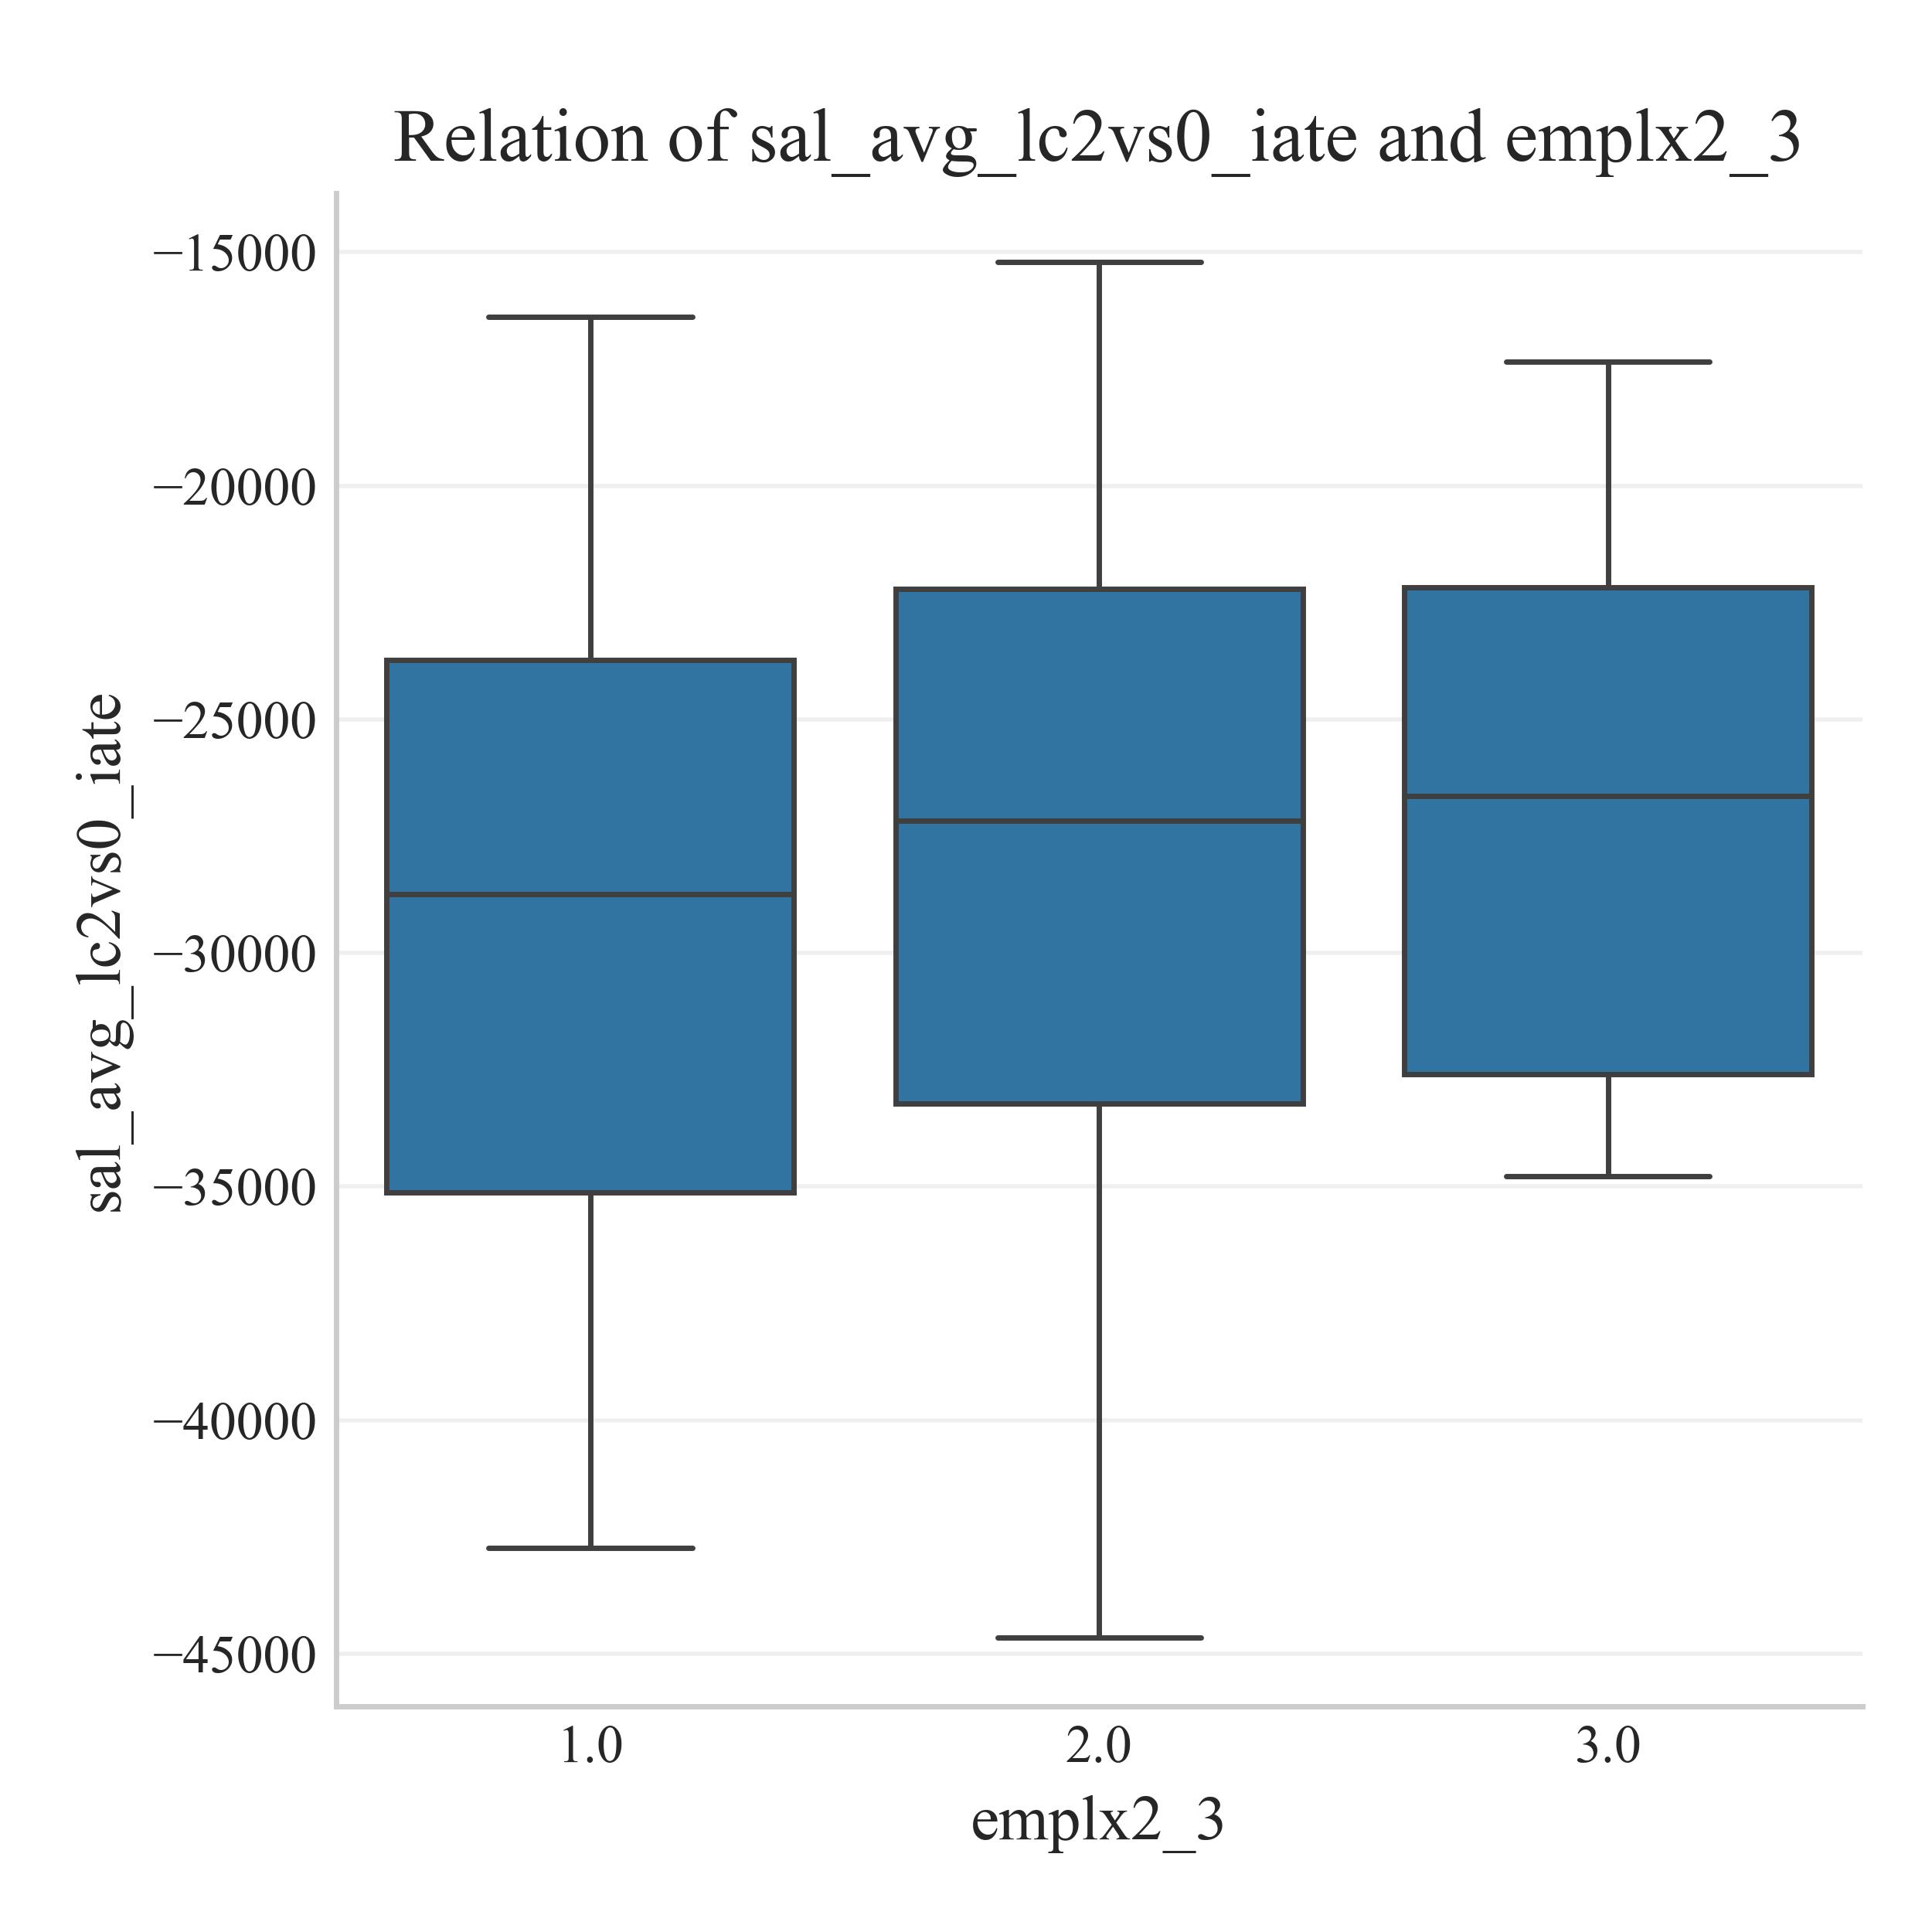 Relation of sal_avg_lc2vs0_iate and emplx2_3
sal_avg_lc2vs0_iate
−15000
−20000
−25000
−30000
−35000
−40000
−45000
1.0 2.0 3.0
emplx2_3